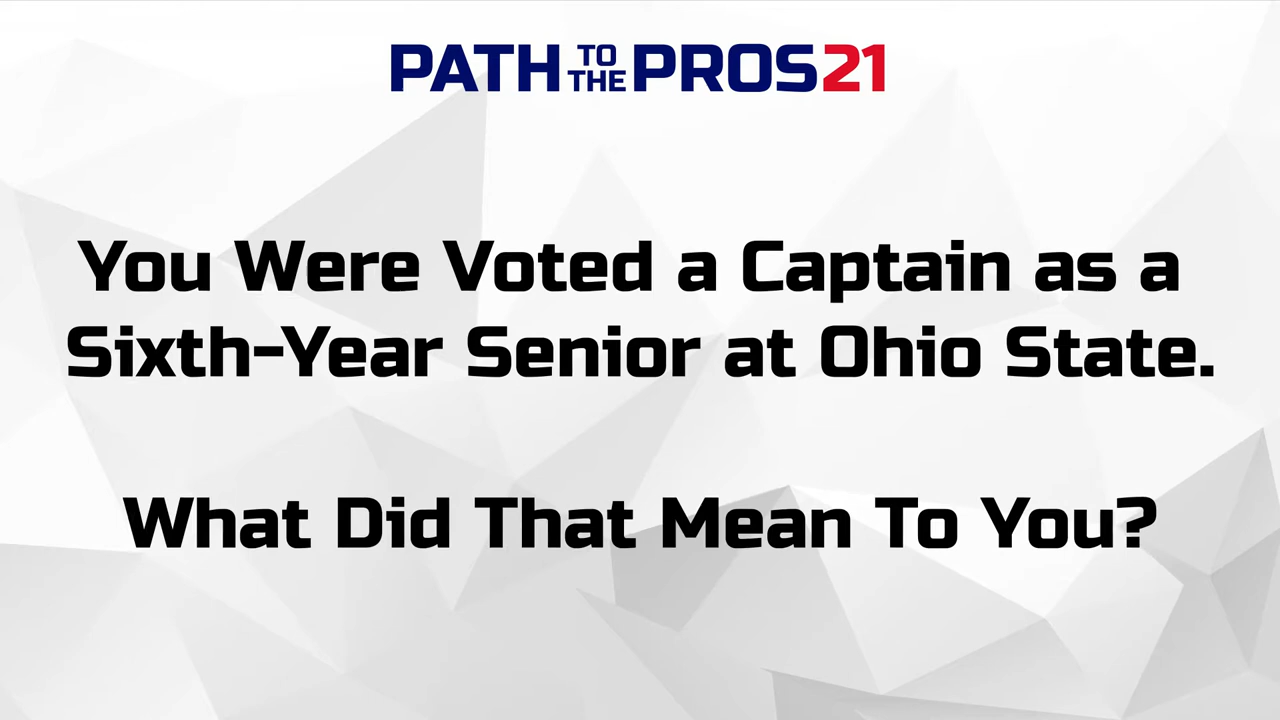 PATH TO THE PROS21
You Were Voted a Captain as a
Sixth-Year Senior at Ohio State.
What Did That Mean To You?